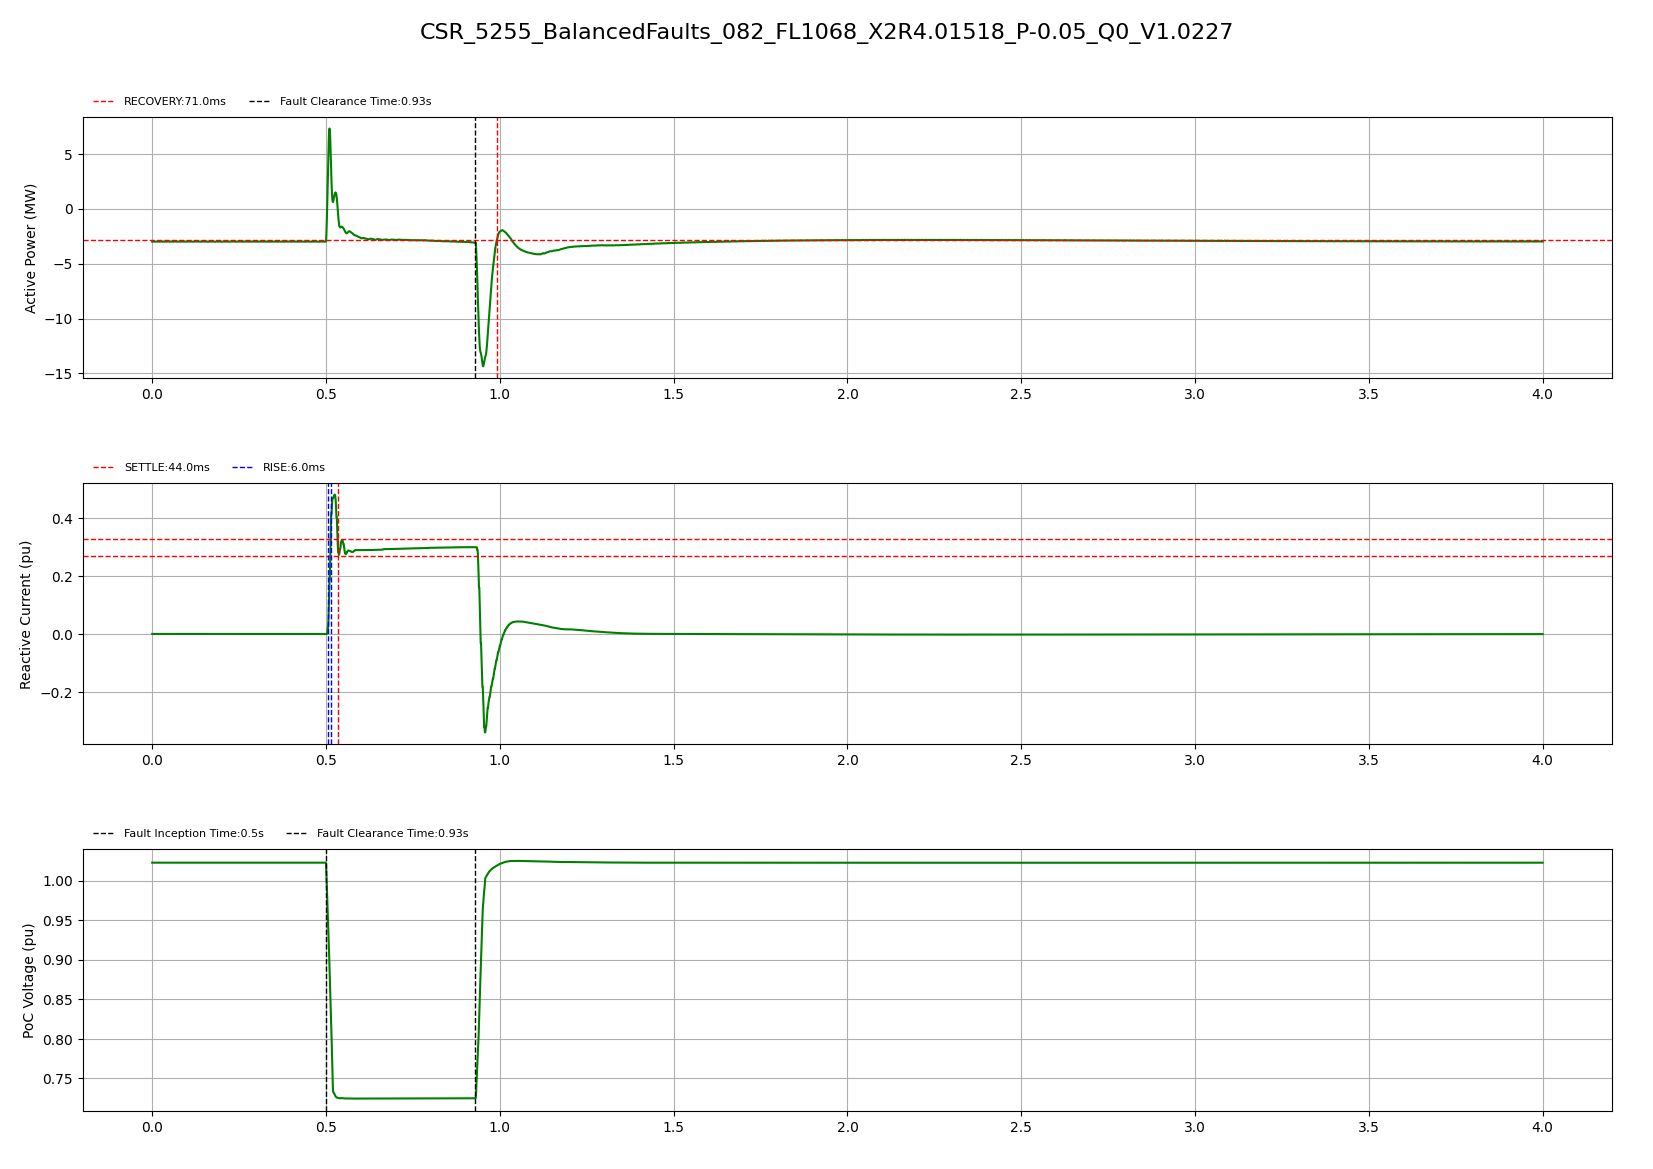 CSR_5255_BalancedFaults_082_FL1068_X2R4.01518_P-0.05_Q0_V1.0227
RECOVERY:71.0ms Fault Clearance Time:0.93s
Active Power (MW)
5
0
−5
−10
−15
0.0 0.5 1.0 1.5 2.0 2.5 3.0 3.5 4.0
SETTLE:44.0ms RISE:6.0ms
Reactive Current (pu)
0.4
0.2
0.0
−0.2
0.0 0.5 1.0 1.5 2.0 2.5 3.0 3.5 4.0
Fault Inception Time:0.5s Fault Clearance Time:0.93s
PoC Voltage (pu)
1.00
0.95
0.90
0.85
0.80
0.75
0.0 0.5 1.0 1.5 2.0 2.5 3.0 3.5 4.0